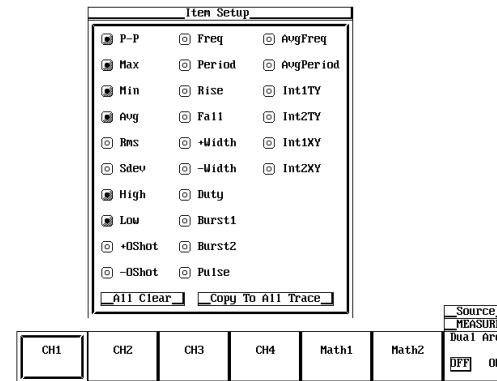 Item Setup
P-P Freq AvgFreq
Max Period AvgPeriod
Min Rise Int1TY
Avg Fall Int2TY
Rms +Width Int1XY
Sdev -Width Int2XY
High Duty
Low Burst1
+OShot Burst2
-OShot Pulse
All Clear Copy To All Trace
Source
CH1 CH2 CH3 CH4 Math1 Math2
Dual
OFF